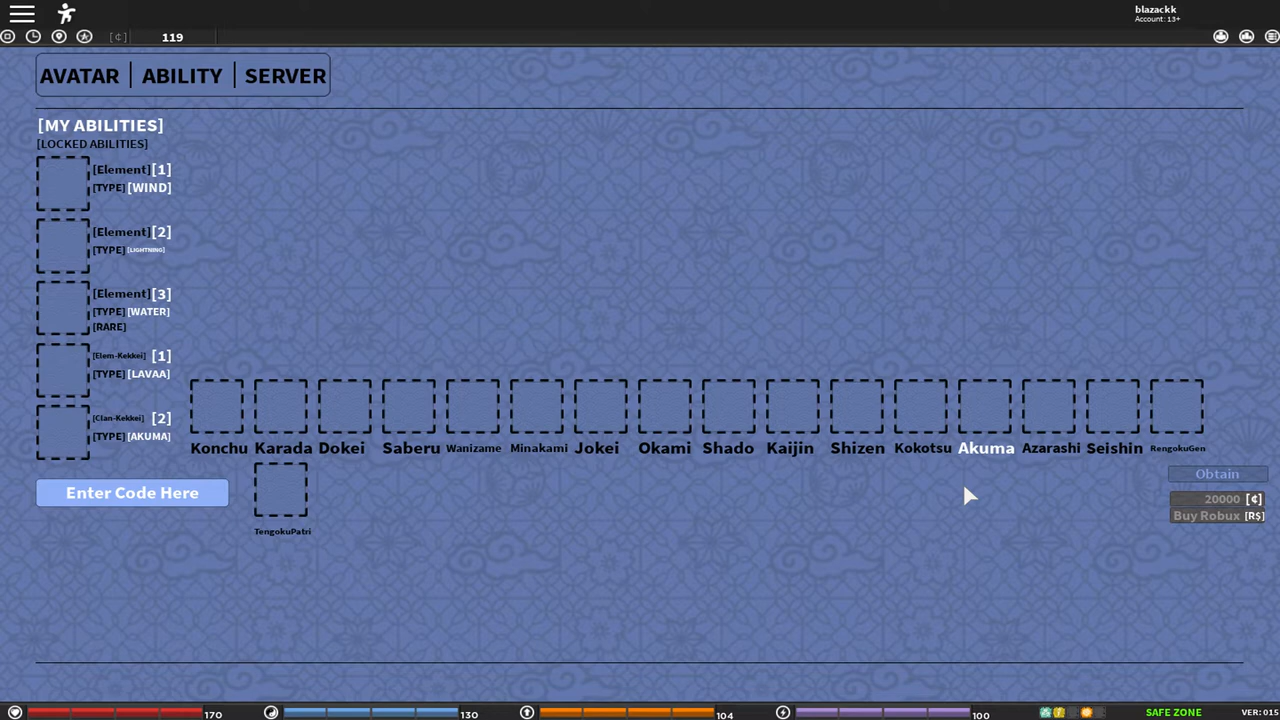 blazackk
Account: 13+
[¢] 119
AVATAR | ABILITY | SERVER
[MY ABILITIES]
[LOCKED ABILITIES]
[Element] [1]
[TYPE] [WIND]
[Element] [2]
[TYPE] [LIGHTNING]
[Element] [3]
[TYPE] [WATER]
[RARE]
[Elem-Kekkei] [1]
[TYPE] [LAVAA]
[Clan-Kekkei] [2]
[TYPE] [AKUMA]
Konchu Karada Dokei Saberu Wanizame Minakami Jokei Okami Shado Kaijin Shizen Kokotsu Akuma Azarashi Seishin RengokuGen
TengokuPatri
Enter Code Here
Obtain
20000 [¢]
Buy Robux [R$]
170 130 104 100 SAFE ZONE VER: 015